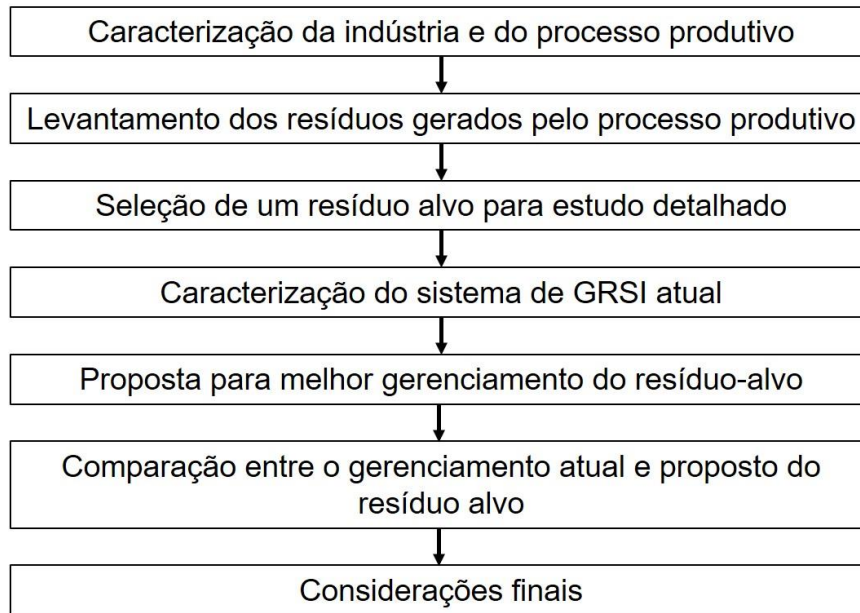 Caracterização da indústria e do processo produtivo
Levantamento dos resíduos gerados pelo processo produtivo
Seleção de um resíduo alvo para estudo detalhado
Caracterização do sistema de GRSI atual
Proposta para melhor gerenciamento do resíduo-alvo
Comparação entre o gerenciamento atual e proposto do
resíduo alvo
Considerações finais